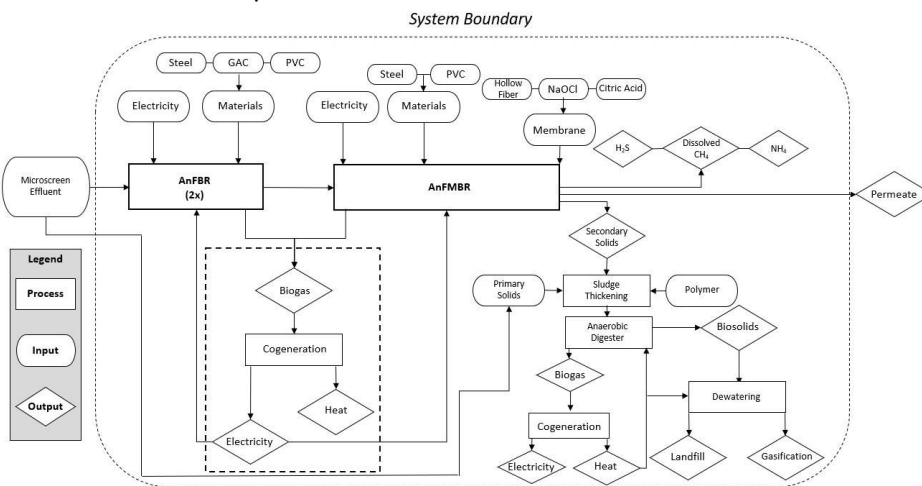 System Boundary
Steel
GAC
PVC
Electricity
Materials
Steel
PVC
Electricity
Materials
Hollow
Fiber
NaOCl
Citric Acid
Membrane
H₂S
Dissolved
CH₄
NH₄
Microscreen
Effluent
AnFBR
(2x)
AnFMBR
Permeate
Secondary
Solids
Legend
Process
Input
Output
Biogas
Cogeneration
Heat
Electricity
Primary
Solids
Sludge
Thickening
Polymer
Anaerobic
Digester
Biosolids
Biogas
Dewatering
Cogeneration
Electricity
Heat
Landfill
Gasification